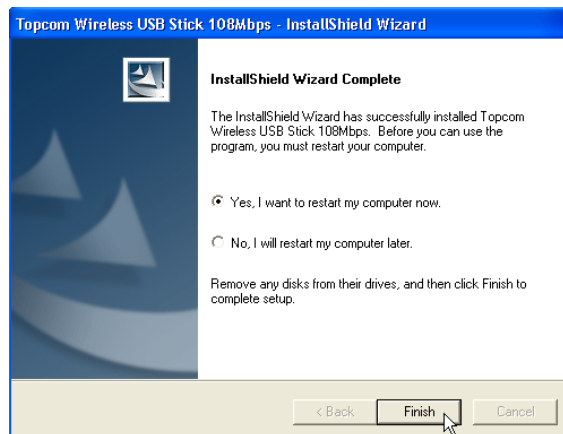 Topcom Wireless USB Stick 108Mbps - InstallShield Wizard
InstallShield Wizard Complete
The InstallShield Wizard has successfully installed Topcom
Wireless USB Stick 108Mbps. Before you can use the
program, you must restart your computer.
Yes, I want to restart my computer now.
No, I will restart my computer later.
Remove any disks from their drives, and then click Finish to
complete setup.
< Back Finish Cancel